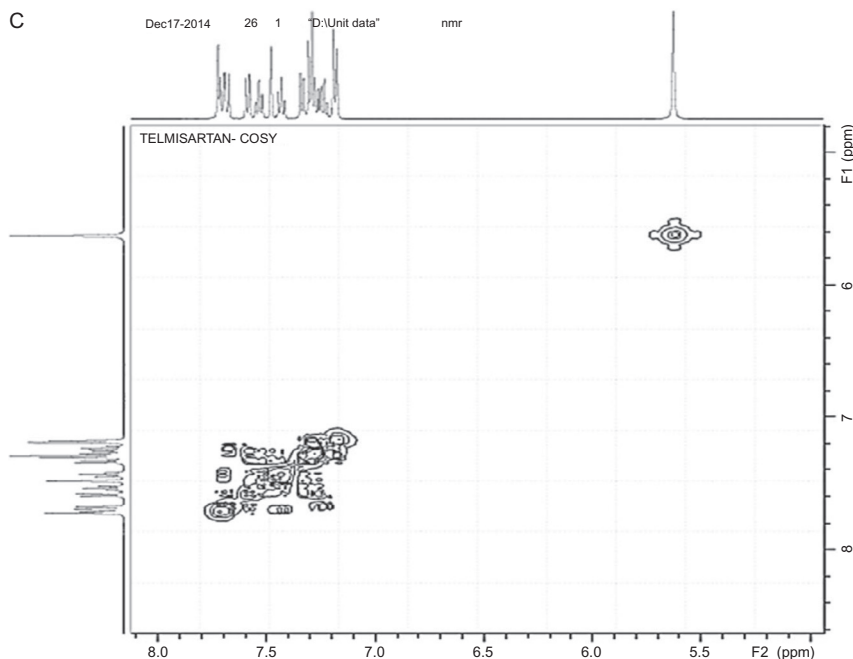 C
Dec17-2014 26 1 "D:\Unit data" nmr
TELMISARTAN- COSY
F1 (ppm)
6
7
8
8.0 7.5 7.0 6.5 6.0 5.5 F2 (ppm)